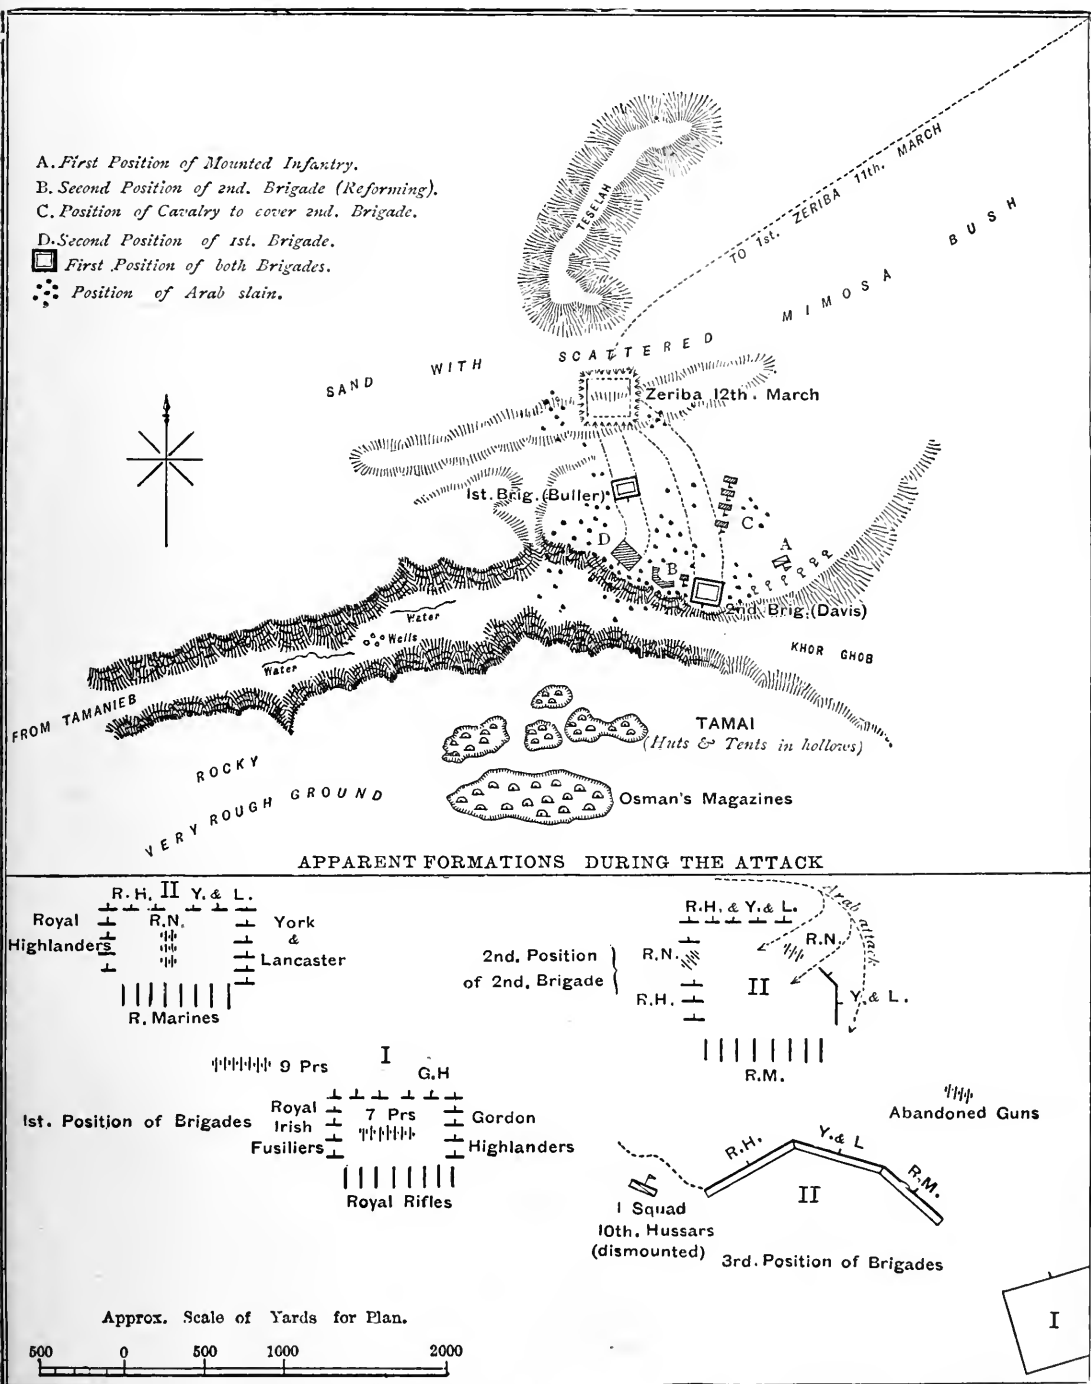 A. First Position of Mounted Infantry.
B. Second Position of 2nd. Brigade (Reforming).
C. Position of Cavalry to cover 2nd. Brigade.
D. Second Position of 1st. Brigade.
First Position of both Brigades.
Position of Arab slain.
TESELAH
TO 1st. ZERIBA 11th. MARCH
SAND WITH SCATTERED MIMOSA BUSH
Zeriba 12th. March
1st. Brig. (Buller)
C
D
A
B
2nd. Brig. (Davis)
Water
Wells
Water
KHOR GHOB
FROM TAMANIEB
TAMAI
(Huts & Tents in hollows)
ROCKY
VERY ROUGH GROUND
Osman's Magazines
APPARENT FORMATIONS DURING THE ATTACK
R.H. II Y. & L.
Royal
Highlanders
R.N.
York
&
Lancaster
R. Marines
Arab attack
R.H. & Y. & L.
2nd. Position
of 2nd. Brigade
R.N.
R.N.
R.H.
II
Y. & L.
R.M.
I
9 Prs
G.H
1st. Position of Brigades
Royal
Irish
Fusiliers
7 Prs
Gordon
Highlanders
Royal Rifles
Abandoned Guns
R.H.
Y. & L
R.M.
II
1 Squad
10th. Hussars
(dismounted)
3rd. Position of Brigades
I
Approx. Scale of Yards for Plan.
500 0 500 1000 2000